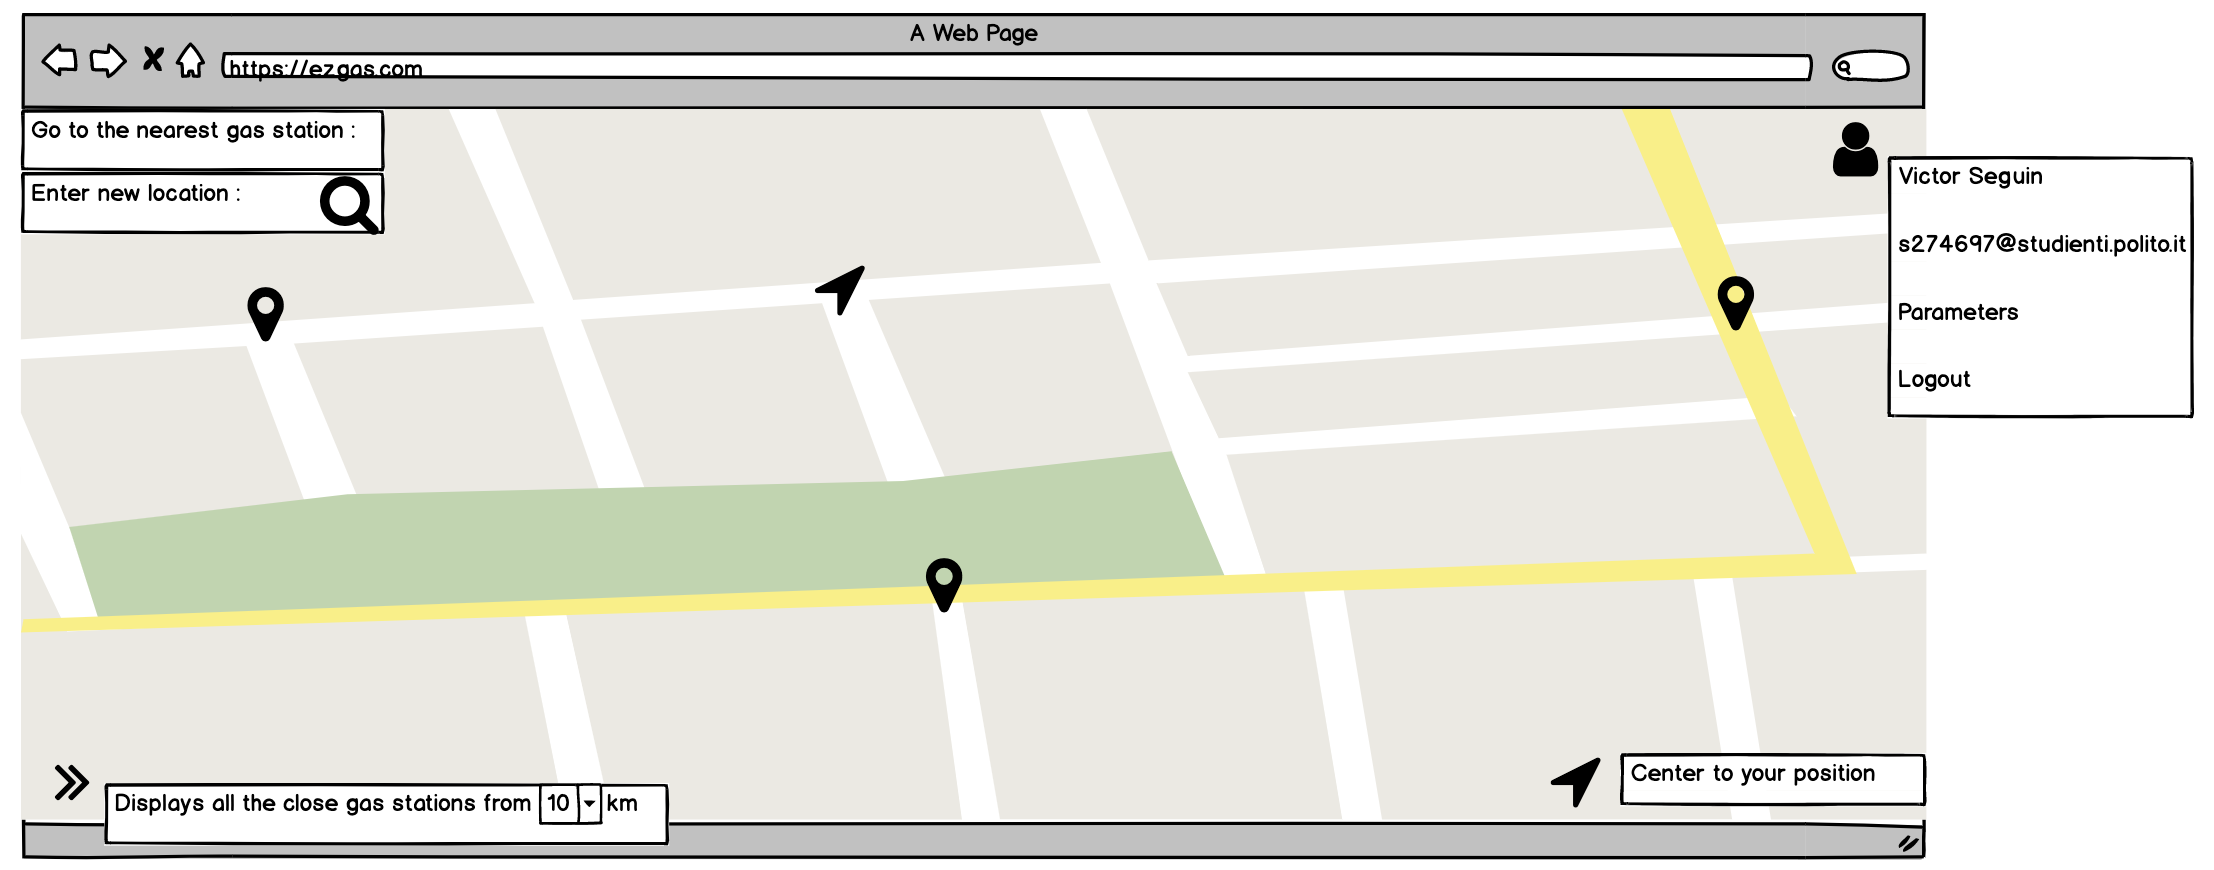 A Web Page
https://ezgas.com
Go to the nearest gas station :
Enter new location :
Victor Seguin
s274697@studienti.polito.it
Parameters
Logout
Center to your position
Displays all the close gas stations from 10 km